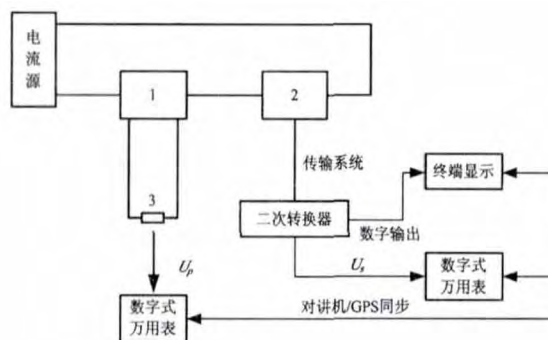 电
流
源
1
2
传输系统
终端显示
3
二次转换器
数字输出
Up
Us
数字式
万用表
数字式
万用表
对讲机/GPS同步